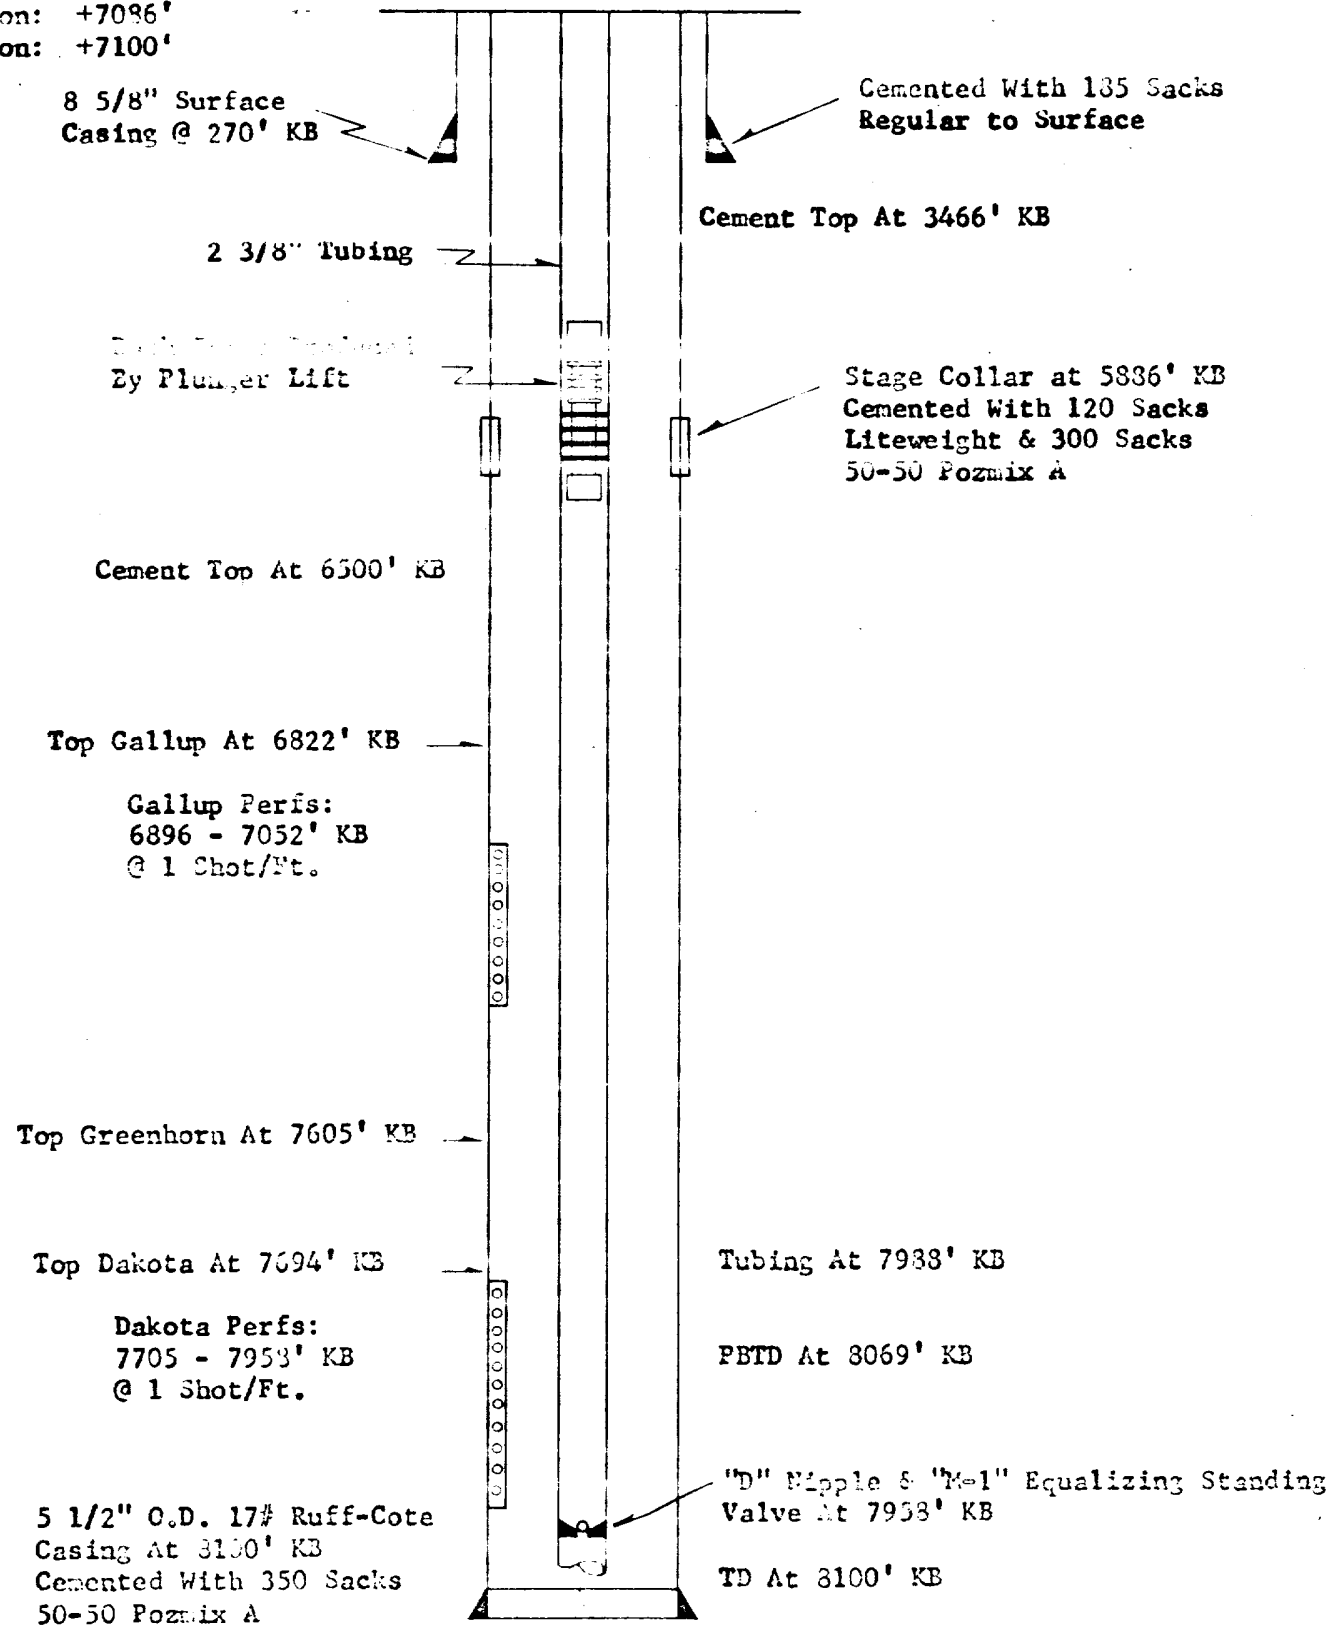 on: +7086'
on: +7100'
8 5/8" Surface
Casing @ 270' KB
Cemented With 185 Sacks
Regular to Surface
Cement Top At 3466' KB
2 3/8" Tubing
By Plunger Lift
Stage Collar at 5886' KB
Cemented With 120 Sacks
Liteweight & 300 Sacks
50-50 Pozmix A
Cement Top At 6500' KB
Top Gallup At 6822' KB
Gallup Perfs:
6896 - 7052' KB
@ 1 Shot/Ft.
Top Greenhorn At 7605' KB
Top Dakota At 7694' KB
Tubing At 7988' KB
Dakota Perfs:
7705 - 7958' KB
@ 1 Shot/Ft.
PBTD At 8069' KB
"D" Nipple & "M-1" Equalizing Standing
Valve At 7958' KB
5 1/2" O.D. 17# Ruff-Cote
Casing At 8100' KB
Cemented With 350 Sacks
50-50 Pozmix A
TD At 8100' KB